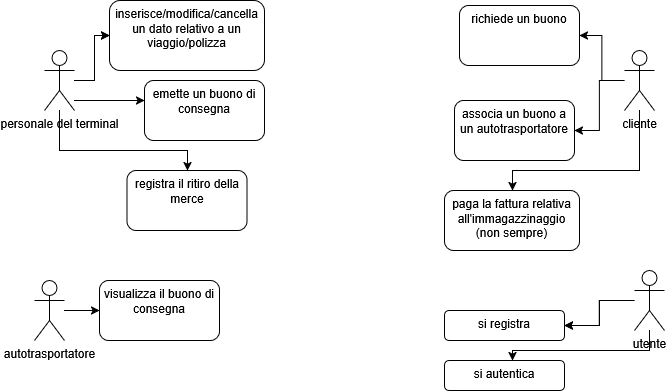 inserisce/modifica/cancella
un dato relativo a un
viaggio/polizza
emette un buono di
consegna
personale del terminal
registra il ritiro della
merce
richiede un buono
associa un buono a
un autotrasportatore
cliente
paga la fattura relativa
all'immagazzinaggio
(non sempre)
visualizza il buono di
consegna
autotrasportatore
si registra
utente
si autentica